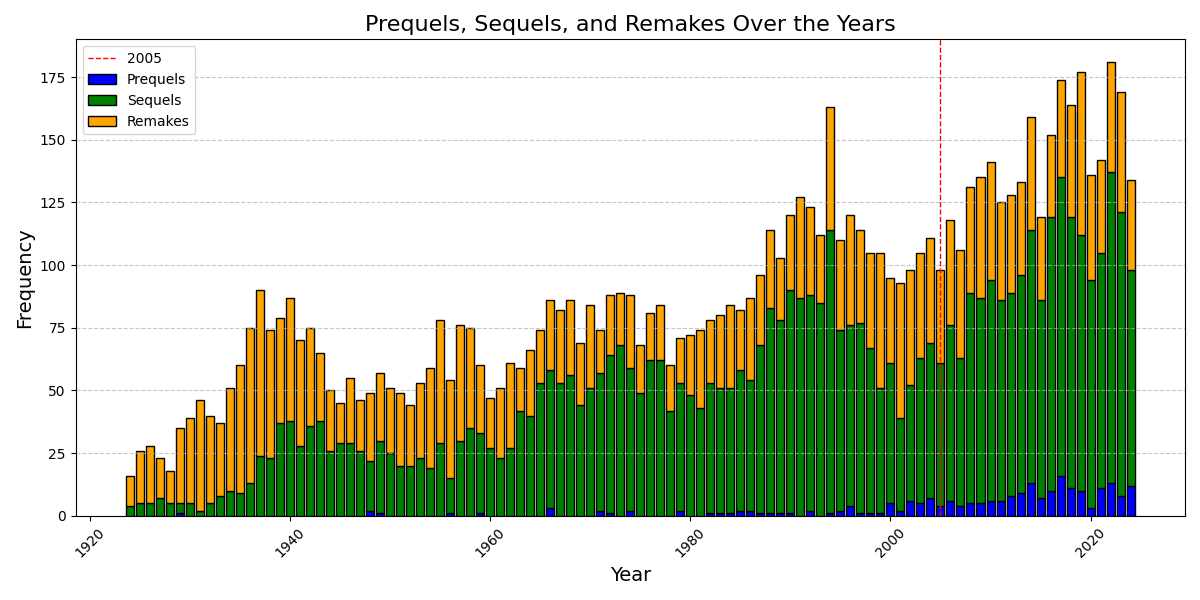 Prequels, Sequels, and Remakes Over the Years
2005
Prequels
Sequels
Remakes
Frequency
175
150
125
100
75
50
25
0
1920
1940
1960
1980
2000
2020
Year